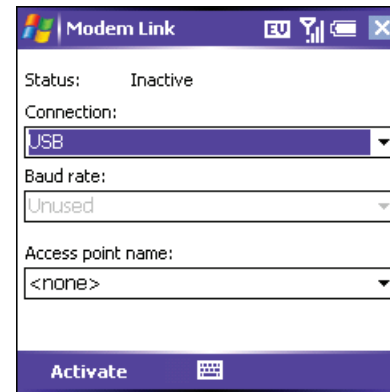 Modem Link EU
Status: Inactive
Connection:
USB
Baud rate:
Unused
Access point name:
<none>
Activate